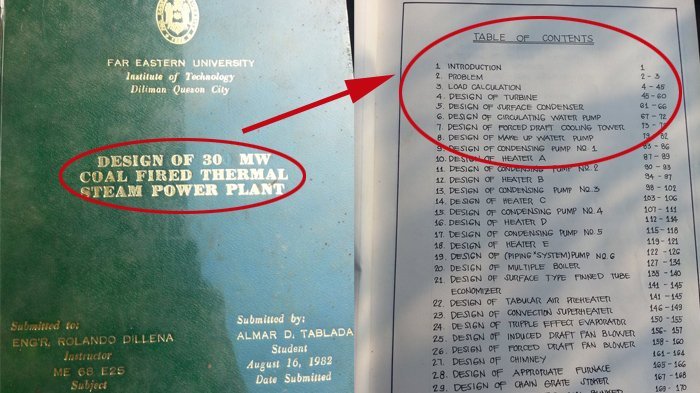 FAR EASTERN UNIVERSITY
Institute of Technology
Diliman Quezon City
DESIGN OF 300 MW
COAL FIRED THERMAL
STEAM POWER PLANT
Submitted to:
ENG'R. ROLANDO DILLENA
Instructor
ME 68 E2S
Subject
Submitted by:
ALMAR D. TABLADA
Student
August 16, 1982
Date Submitted
TABLE OF CONTENTS
1. INTRODUCTION 1
2. PROBLEM 2 - 3
3. LOAD CALCULATION 4 - 45
4. DESIGN OF TURBINE 45 - 60
5. DESIGN OF SURFACE CONDENSER 61 - 66
6. DESIGN OF CIRCULATING WATER PUMP 67 - 72
7. DESIGN OF FORCED DRAFT COOLING TOWER 73 -
8. DESIGN OF MAKE UP WATER PUMP 79 - 82
9. DESIGN OF CONDENSING PUMP NO. 1 83 - 86
10. DESIGN OF HEATER A 87 - 89
11. DESIGN OF CONDENSING PUMP NO. 2 90 - 93
12. DESIGN OF HEATER B 94 - 97
13. DESIGN OF CONDENSING PUMP NO. 3 98 - 102
14. DESIGN OF HEATER C 103 - 106
15. DESIGN OF CONDENSING PUMP NO. 4 107 - 111
16. DESIGN OF HEATER D 112 - 114
17. DESIGN OF CONDENSING PUMP NO. 5 115 - 118
18. DESIGN OF HEATER E 119 - 121
19. DESIGN OF (PIPING "SYSTEM) PUMP NO. 6 122 - 126
20. DESIGN OF MULTIPLE BOILER 127 - 134
21. DESIGN OF SURFACE TYPE FINNED TUBE 135 - 140
ECONOMIZER 141 - 141
22. DESIGN OF TABULAR AIR PREHEATER 141 - 145
23. DESIGN OF CONVECTION SUPERHEATER 146 - 149
24. DESIGN OF TRIPPLE EFFECT EVAPORATOR 150 - 155
25. DESIGN OF INDUCED DRAFT FAN BLOWER 156 - 157
26. DESIGN OF FORCED DRAFT FAN BLOWER 158 - 160
27. DESIGN OF CHIMNEY 161 - 164
28. DESIGN OF APPROPRIATE FURNACE 165 - 166
29. DESIGN OF CHAIN GRATE STOKER 167 - 168
169 - 170